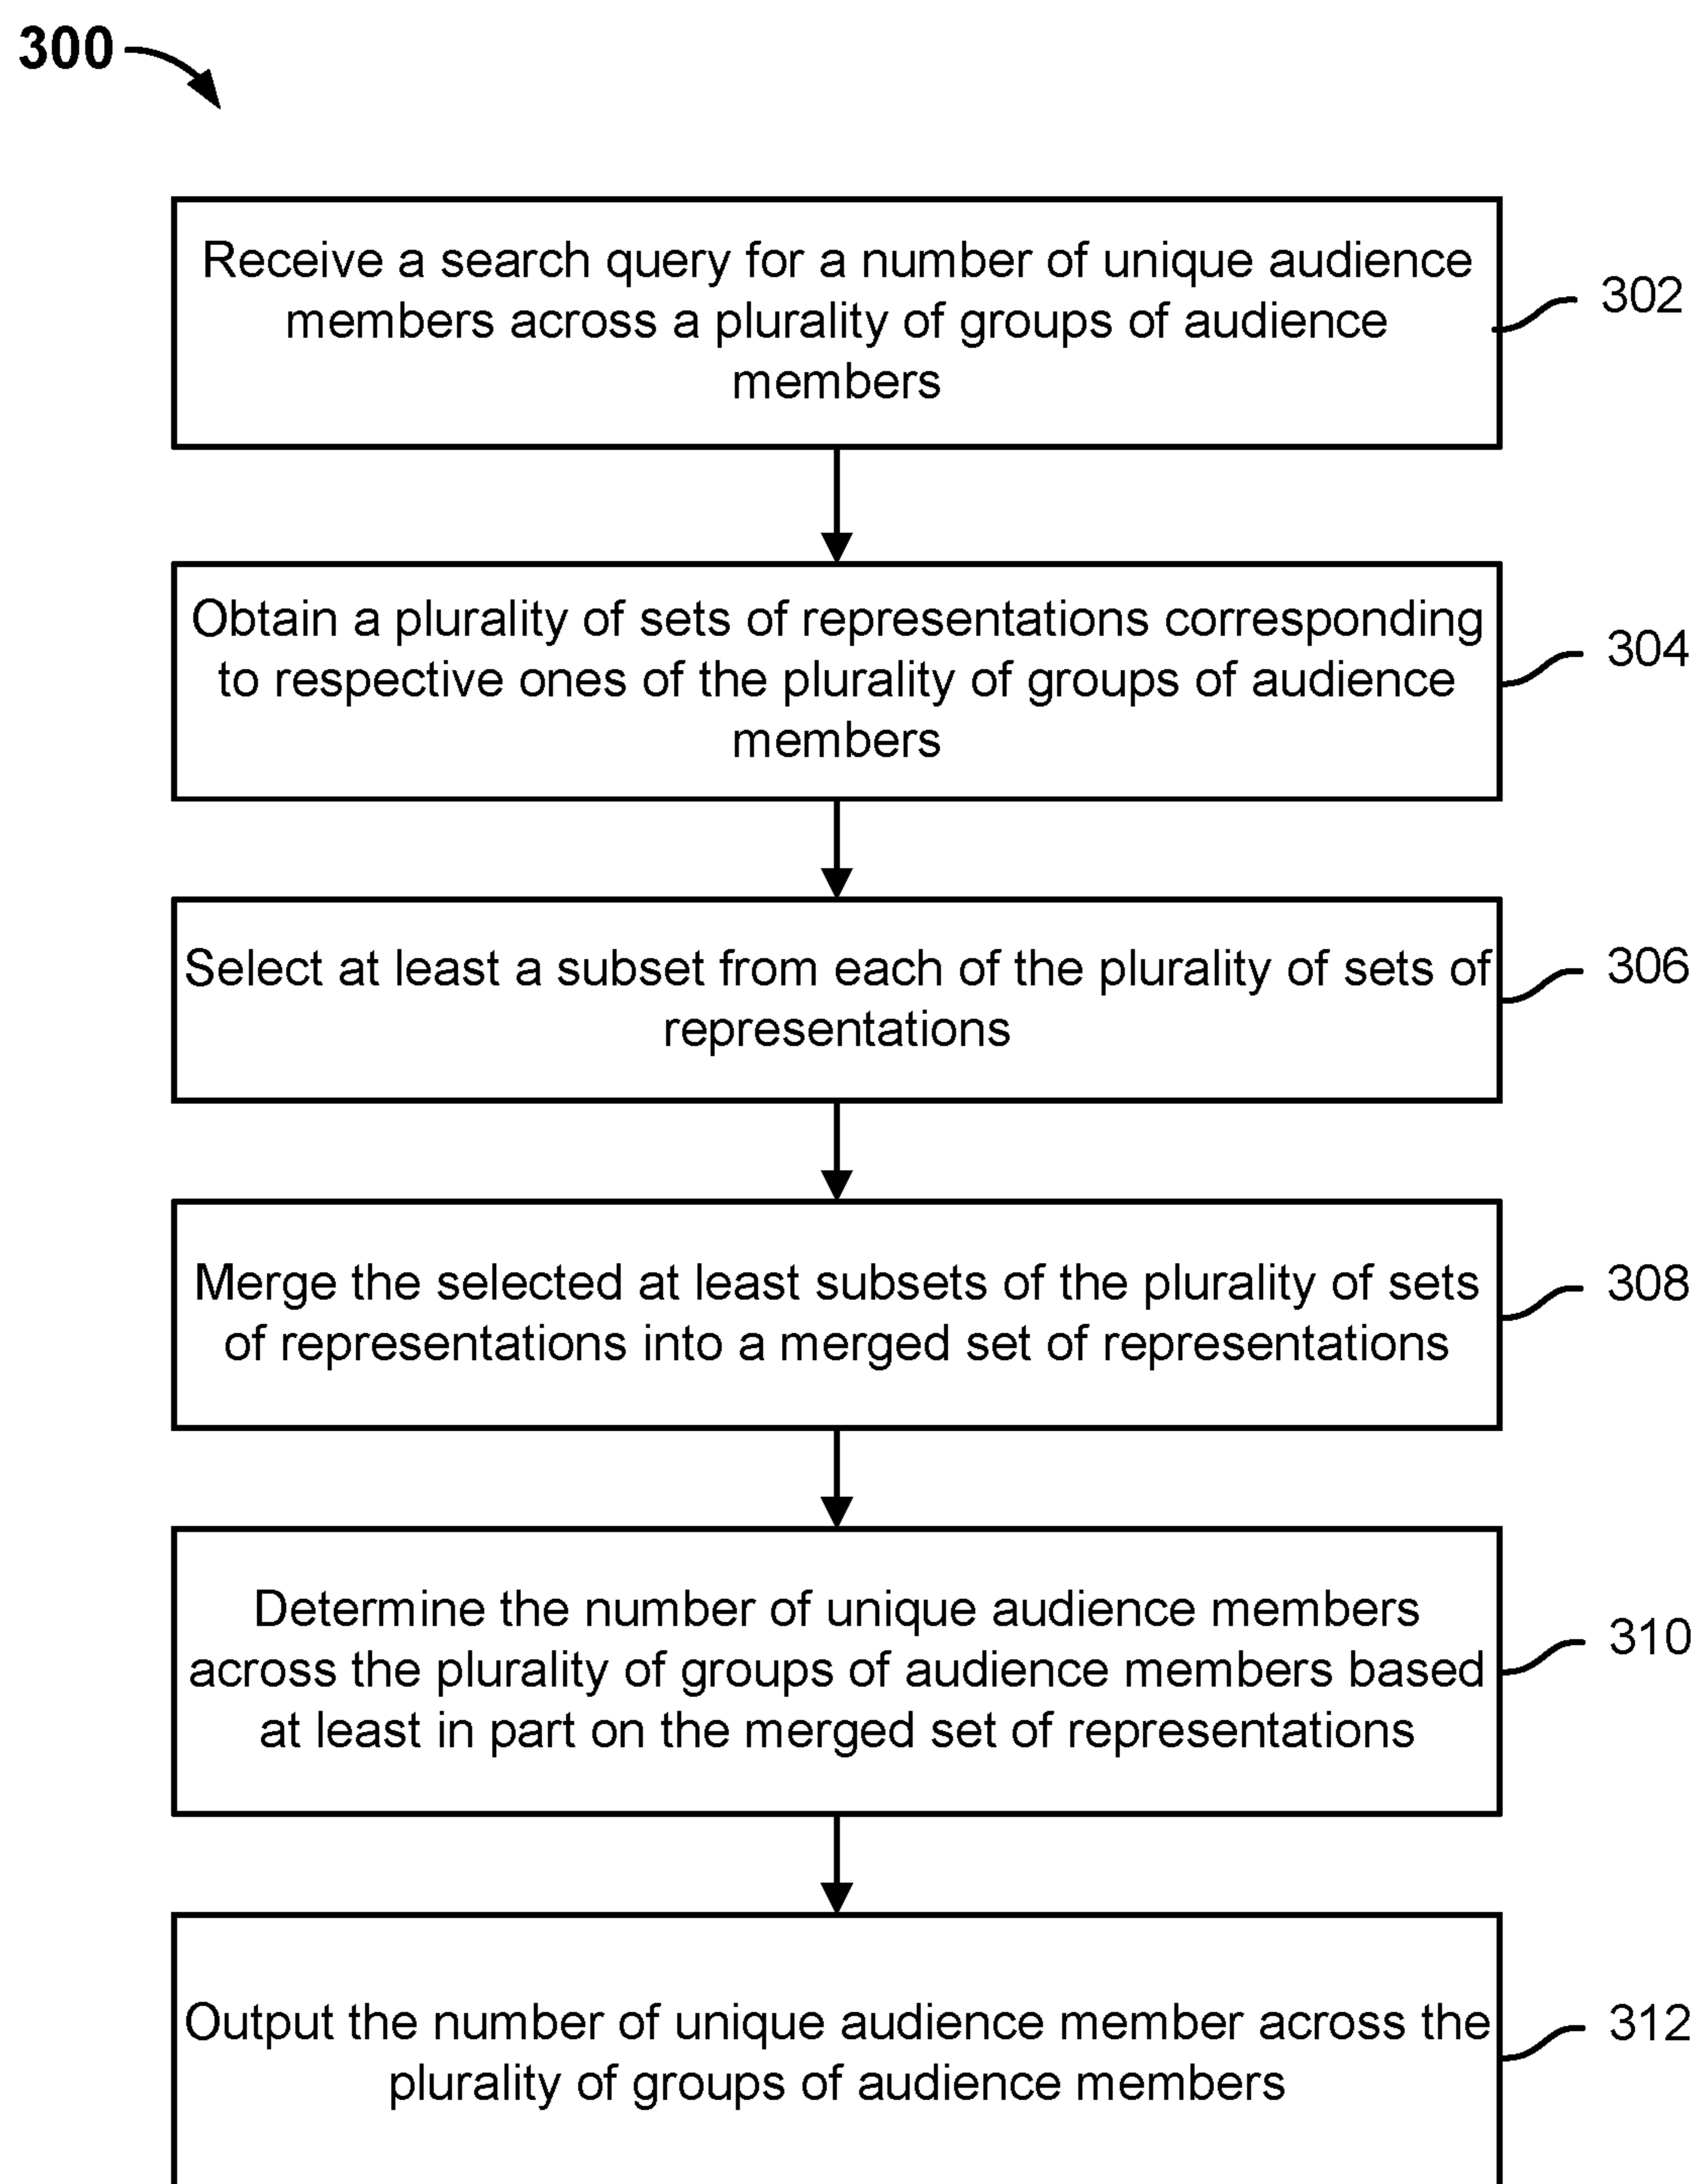 300
Receive a search query for a number of unique audience
members across a plurality of groups of audience
members
302
Obtain a plurality of sets of representations corresponding
to respective ones of the plurality of groups of audience
members
304
Select at least a subset from each of the plurality of sets of
representations
306
Merge the selected at least subsets of the plurality of sets
of representations into a merged set of representations
308
Determine the number of unique audience members
across the plurality of groups of audience members based
at least in part on the merged set of representations
310
Output the number of unique audience member across the
plurality of groups of audience members
312